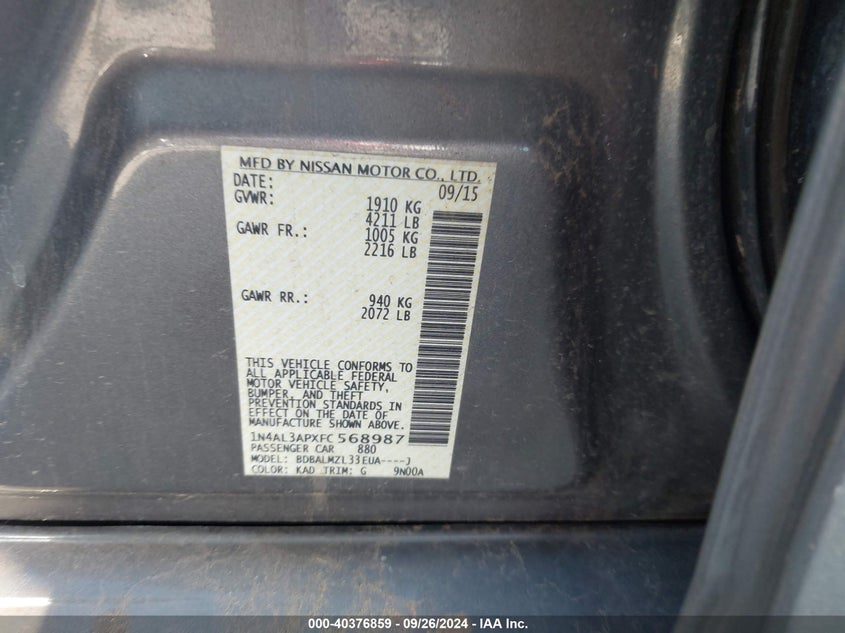 MFD BY NISSAN MOTOR CO., LTD.
DATE: 09/15
GVWR: 1910 KG
4211 LB
GAWR FR.: 1005 KG
2216 LB
GAWR RR.: 940 KG
2072 LB
THIS VEHICLE CONFORMS TO
ALL APPLICABLE FEDERAL
MOTOR VEHICLE SAFETY,
BUMPER, AND THEFT
PREVENTION STANDARDS IN
EFFECT ON THE DATE OF
MANUFACTURE SHOWN ABOVE.
1N4AL3APXFC568987
PASSENGER CAR 880
MODEL: BDBALMZL33EUA----J
COLOR: KAD TRIM: G 9N00A
000-40376859 - 09/26/2024 - IAA Inc.